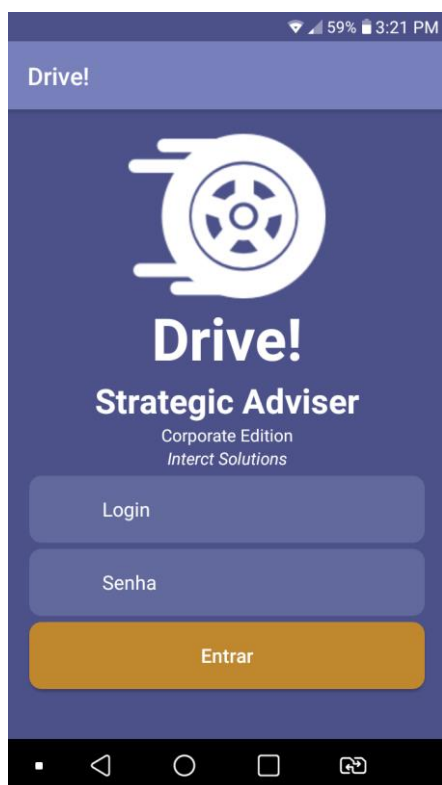 59% 3:21 PM
Drive!
Drive!
Strategic Adviser
Corporate Edition
Interct Solutions
Login
Senha
Entrar